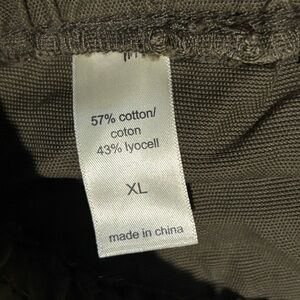 57% cotton/
coton
43% lyocell
XL
made in china